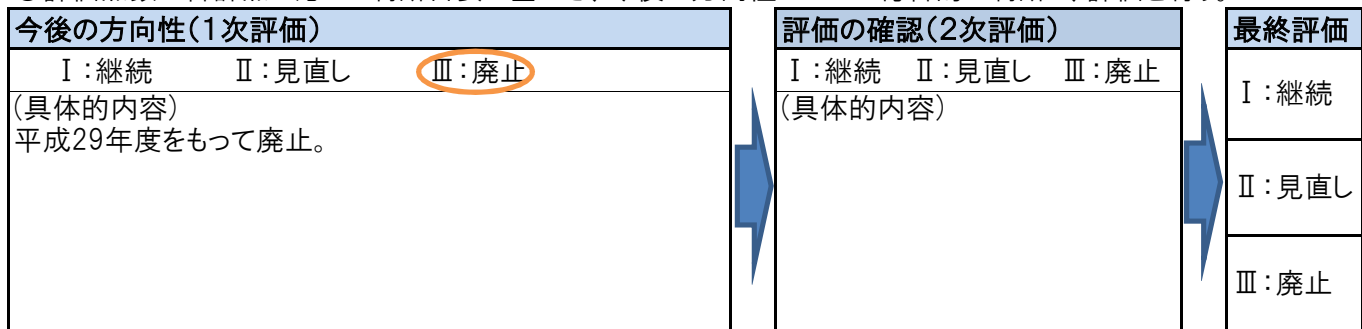 今後の方向性(1次評価)
Ⅰ:継続 Ⅱ:見直し Ⅲ:廃止
(具体的内容)
平成29年度をもって廃止。
評価の確認(2次評価)
Ⅰ:継続 Ⅱ:見直し Ⅲ:廃止
(具体的内容)
最終評価
Ⅰ:継続
Ⅱ:見直し
Ⅲ:廃止